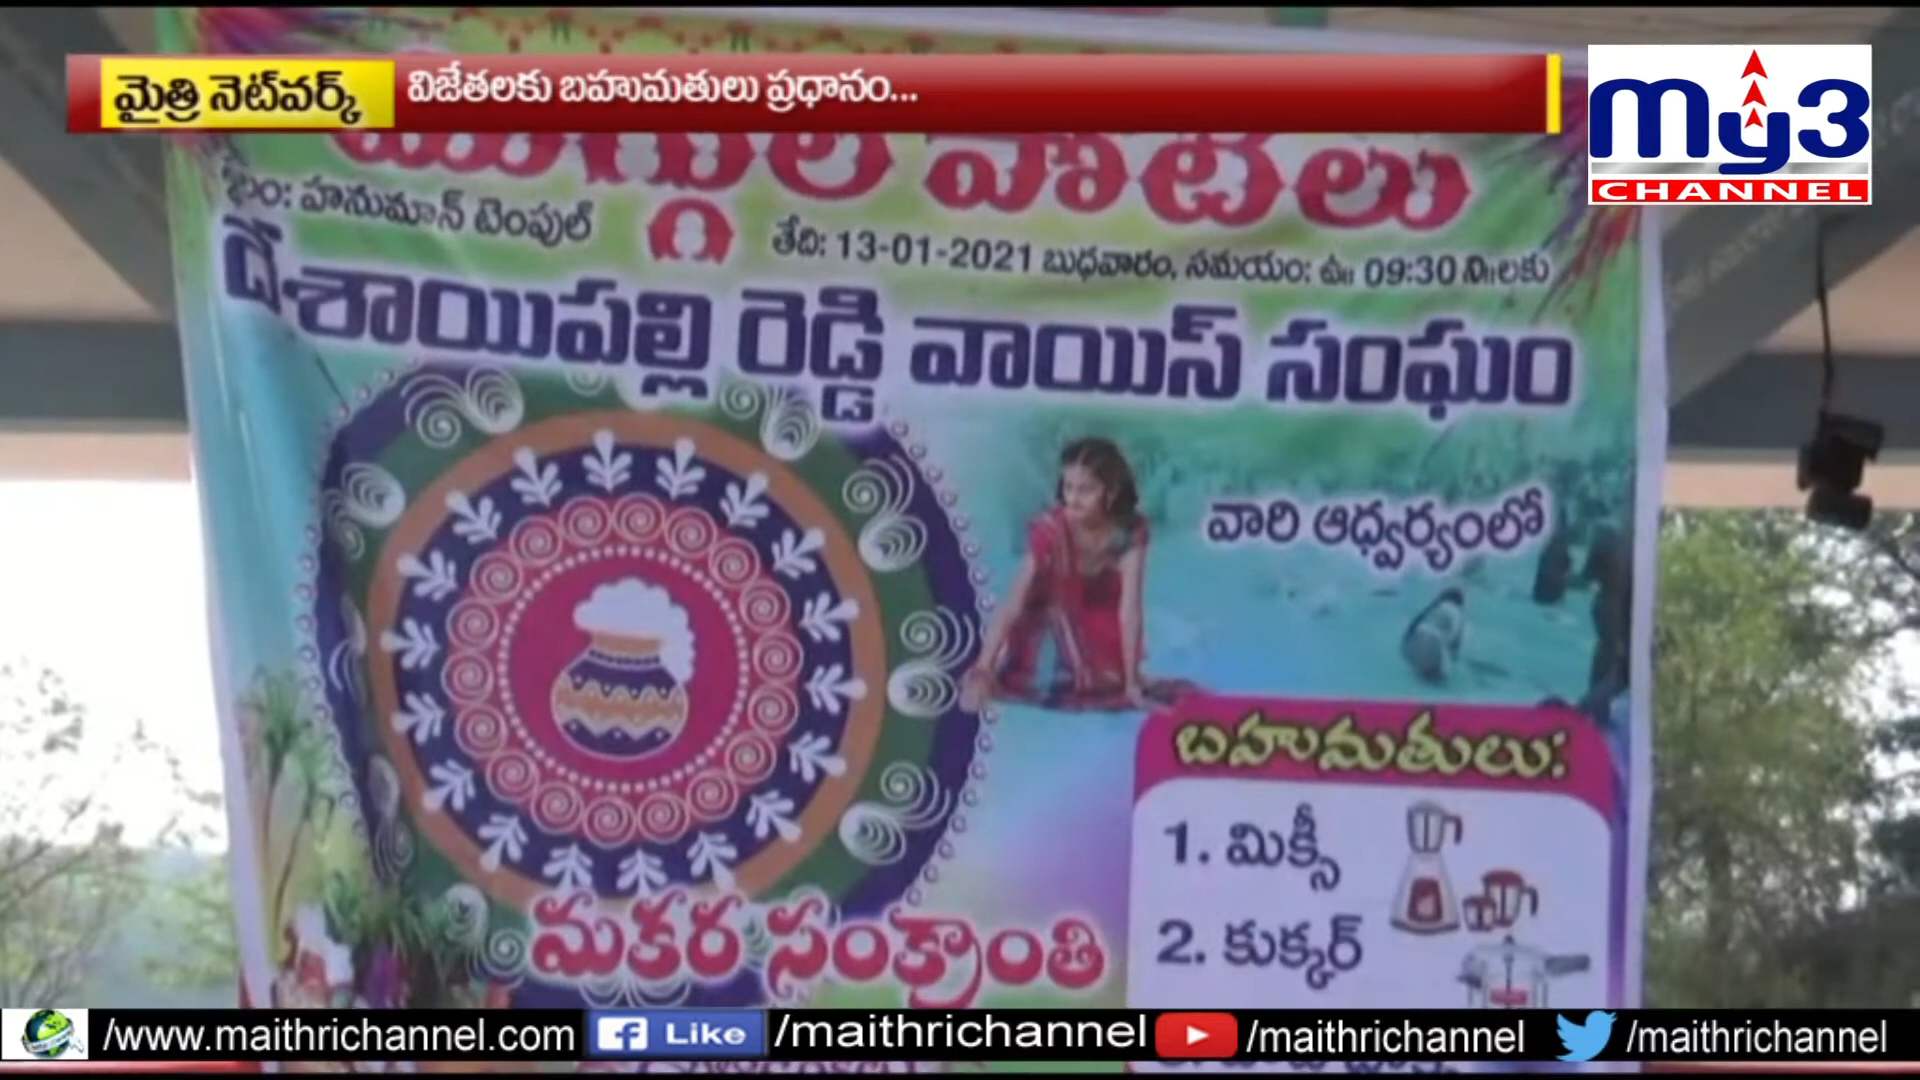 మైత్రి నెట్‌వర్క్ విజేతలకు బహుమతులు ప్రధానం...
my3
CHANNEL
ముగ్గుల పోటీలు
హనుమాన్ టెంపుల్
తేది: 13-01-2021 బుధవారం, సమయం: ఉ॥ 09:30 ని॥లకు
దేశాయిపల్లి రెడ్డి వాయిస్ సంఘం
వారి ఆధ్వర్యంలో
బహుమతులు:
1. మిక్సీ
2. కుక్కర్
మకర సంక్రాంతి
/www.maithrichannel.com f Like /maithrichannel /maithrichannel /maithrichannel